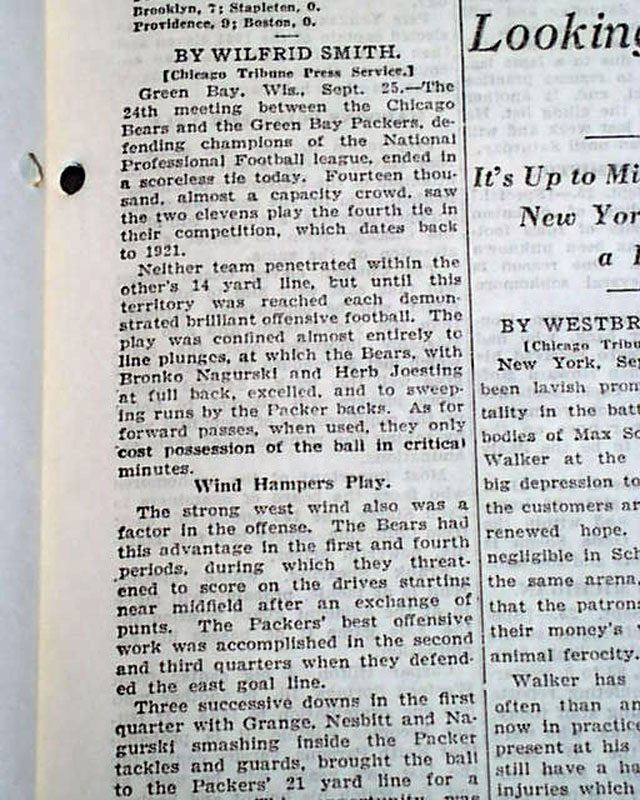 Brooklyn, 7; Stapleton, 0.
Providence, 9; Boston, 0.
BY WILFRID SMITH.
[Chicago Tribune Press Service.]
Green Bay, Wis., Sept. 25.—The
24th meeting between the Chicago
Bears and the Green Bay Packers, de-
fending champions of the National
Professional Football league, ended in
a scoreless tie today. Fourteen thou-
sand, almost a capacity crowd, saw
the two elevens play the fourth tie in
their competition, which dates back
to 1921.
Neither team penetrated within the
other's 14 yard line, but until this
territory was reached each demon-
strated brilliant offensive football. The
play was confined almost entirely to
line plunges, at which the Bears, with
Bronko Nagurski and Herb Joesting
at full back, excelled, and to sweep-
ing runs by the Packer backs. As for
forward passes, when used, they only
cost possession of the ball in critical
minutes.
Wind Hampers Play.
The strong west wind also was a
factor in the offense. The Bears had
this advantage in the first and fourth
periods, during which they threat-
ened to score on the drives starting
near midfield after an exchange of
punts. The Packers' best offensive
work was accomplished in the second
and third quarters when they defend-
ed the east goal line.
Three successive downs in the first
quarter with Grange, Nesbitt and Na-
gurski smashing inside the Packer
tackles and guards, brought the ball
to the Packers' 21 yard line for a
Looking
It's Up to Mi
New Yor
a
BY WESTBR
[Chicago Tribu
New York, Sep
been lavish prom
tality in the batt
bodies of Max Sc
Walker at the
big depression to
the customers ar
renewed hope.
negligible in Sch
the same arena,
that the patron
their money's
animal ferocity.
Walker has
often than an
now in practice
present at his
still have a ha
injuries which